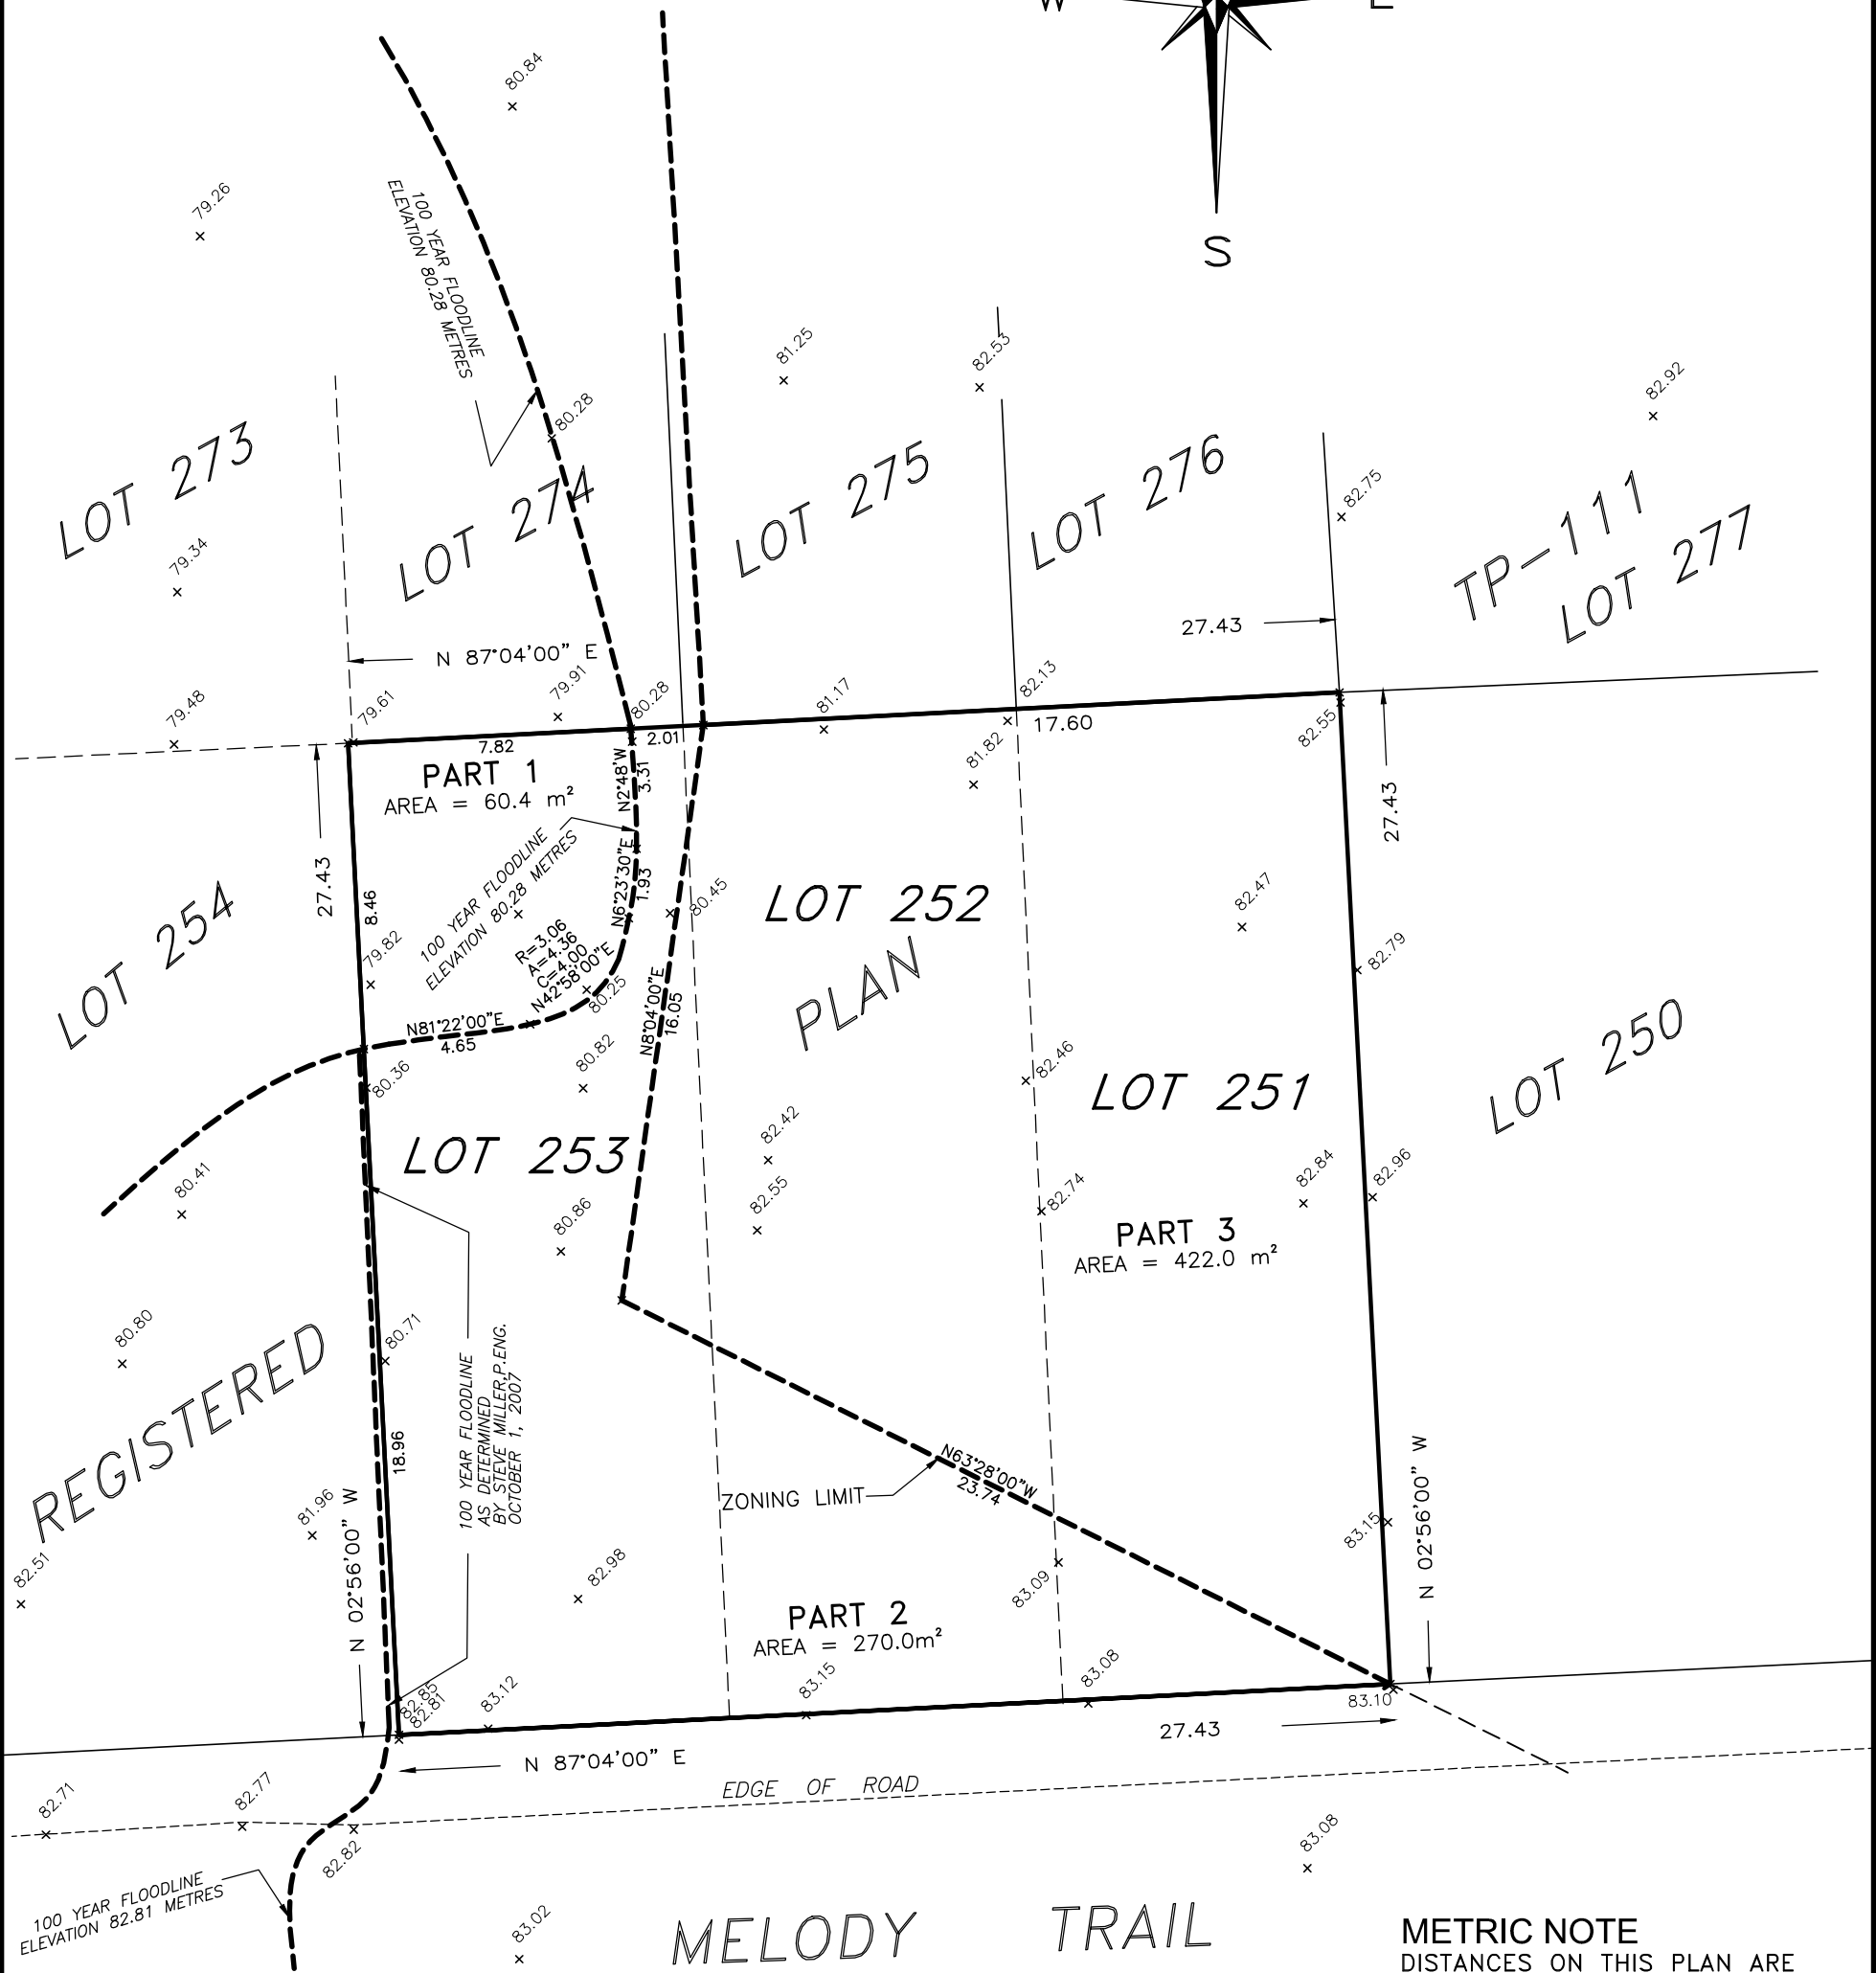 W
E
S
80.84
79.26
100 YEAR FLOODLINE
ELEVATION 80.28 METRES
81.25
82.53
82.92
80.28
LOT 273
LOT 274
LOT 275
LOT 276
82.75
TP-111
LOT 277
79.34
27.43
N 87°04'00" E
79.48
79.61
79.91
80.28
81.17
82.13
82.55
7.82
2.01
17.60
PART 1
AREA = 60.4 m²
N2°48'W
3.31
81.82
27.43
27.43
8.46
100 YEAR FLOODLINE
ELEVATION 80.28 METRES
N6°23'30"E
1.93
80.45
LOT 252
82.47
LOT 254
79.82
R=3.06
A=4.36
C=4.00
N42°58'00"E
80.25
82.79
PLAN
N81°22'00"E
4.65
N8°04'00"E
16.05
80.36
80.82
82.46
LOT 251
LOT 250
82.42
LOT 253
80.41
80.86
82.55
82.74
82.84
82.96
PART 3
AREA = 422.0 m²
80.80
80.71
REGISTERED
100 YEAR FLOODLINE
AS DETERMINED
BY STEVE MILLER,P.ENG.
OCTOBER 1, 2007
18.96
N63°28'00"W
23.74
ZONING LIMIT
81.96
82.51
N 02°56'00" W
82.98
83.09
83.15
N 02°56'00" W
PART 2
AREA = 270.0m²
82.85
82.81
83.12
83.15
83.08
83.10
27.43
N 87°04'00" E
EDGE OF ROAD
82.71
82.77
82.82
83.08
100 YEAR FLOODLINE
ELEVATION 82.81 METRES
83.02
MELODY TRAIL
METRIC NOTE
DISTANCES ON THIS PLAN ARE